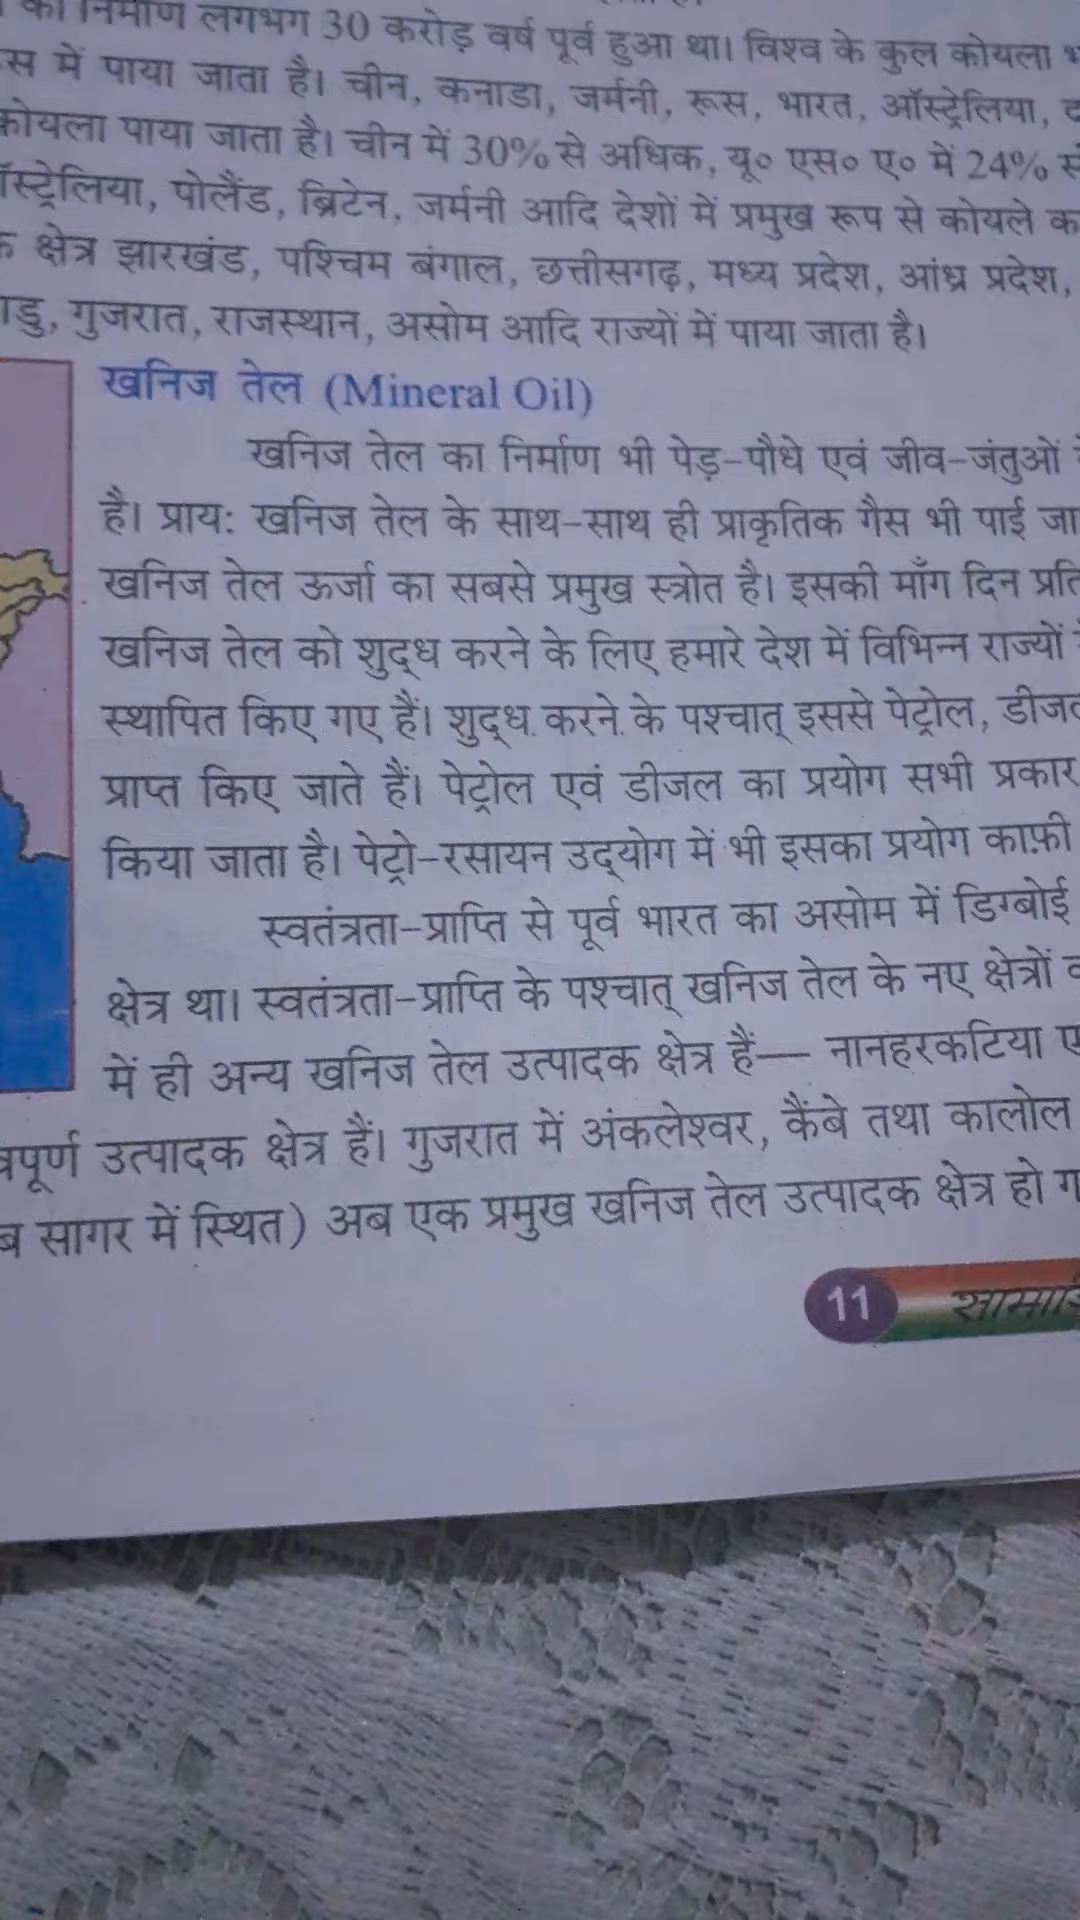 का निर्माण लगभग 30 करोड़ वर्ष पूर्व हुआ था। विश्व के कुल कोयला
में पाया जाता है। चीन, कनाडा, जर्मनी, रूस, भारत, ऑस्ट्रेलिया,
कोयला पाया जाता है। चीन में 30% से अधिक, यू० एस० ए० में 24% से
पोलैंड, ब्रिटेन, जर्मनी आदि देशों में प्रमुख रूप से कोयले
क्षेत्र झारखंड, पश्चिम बंगाल, छत्तीसगढ़, मध्य प्रदेश, आंध्र प्रदेश,
गुजरात, राजस्थान, असोम आदि राज्यों में पाया जाता है।
खनिज तेल (Mineral Oil)
खनिज तेल का निर्माण भी पेड़-पौधे एवं जीव-जंतुओं
है। प्राय: खनिज तेल के साथ-साथ ही प्राकृतिक गैस भी पाई
खनिज तेल ऊर्जा का सबसे प्रमुख स्त्रोत है। इसकी माँग दिन
खनिज तेल को शुद्ध करने के लिए हमारे देश में विभिन्न राज्यों
स्थापित किए गए हैं। शुद्ध करने के पश्चात् इससे पेट्रोल,
प्राप्त किए जाते हैं। पेट्रोल एवं डीजल का प्रयोग सभी प्रकार
किया जाता है। पेट्रो-रसायन उद्योग में भी इसका प्रयोग काफ़ी
स्वतंत्रता-प्राप्ति से पूर्व भारत का असोम में डिग्बोई
क्षेत्र था। स्वतंत्रता-प्राप्ति के पश्चात् खनिज तेल के नए क्षेत्रों
में ही अन्य खनिज तेल उत्पादक क्षेत्र हैं— नानहरकटिया
उत्पादक क्षेत्र हैं। गुजरात में अंकलेश्वर, कैंबे तथा कालोल
सागर में स्थित) अब एक प्रमुख खनिज तेल उत्पादक क्षेत्र हो
11